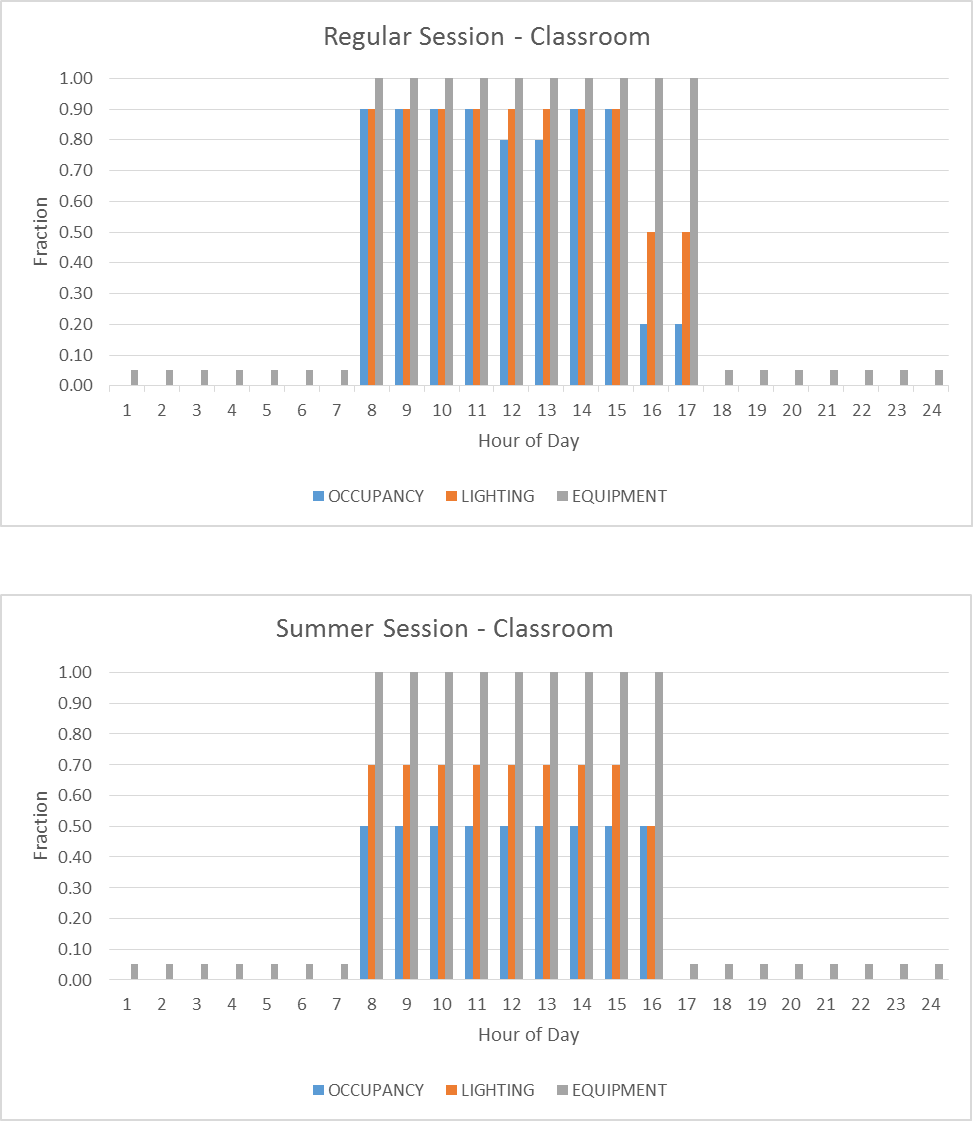 Regular Session - Classroom
1.00
0.90
0.80
0.70
0.60
0.50
0.40
0.30
0.20
0.10
0.00
Fraction
1 2 3 4 5 6 7 8 9 10 11 12 13 14 15 16 17 18 19 20 21 22 23 24
Hour of Day
OCCUPANCY LIGHTING EQUIPMENT
Summer Session - Classroom
1.00
0.90
0.80
0.70
0.60
0.50
0.40
0.30
0.20
0.10
0.00
Fraction
1 2 3 4 5 6 7 8 9 10 11 12 13 14 15 16 17 18 19 20 21 22 23 24
Hour of Day
OCCUPANCY LIGHTING EQUIPMENT